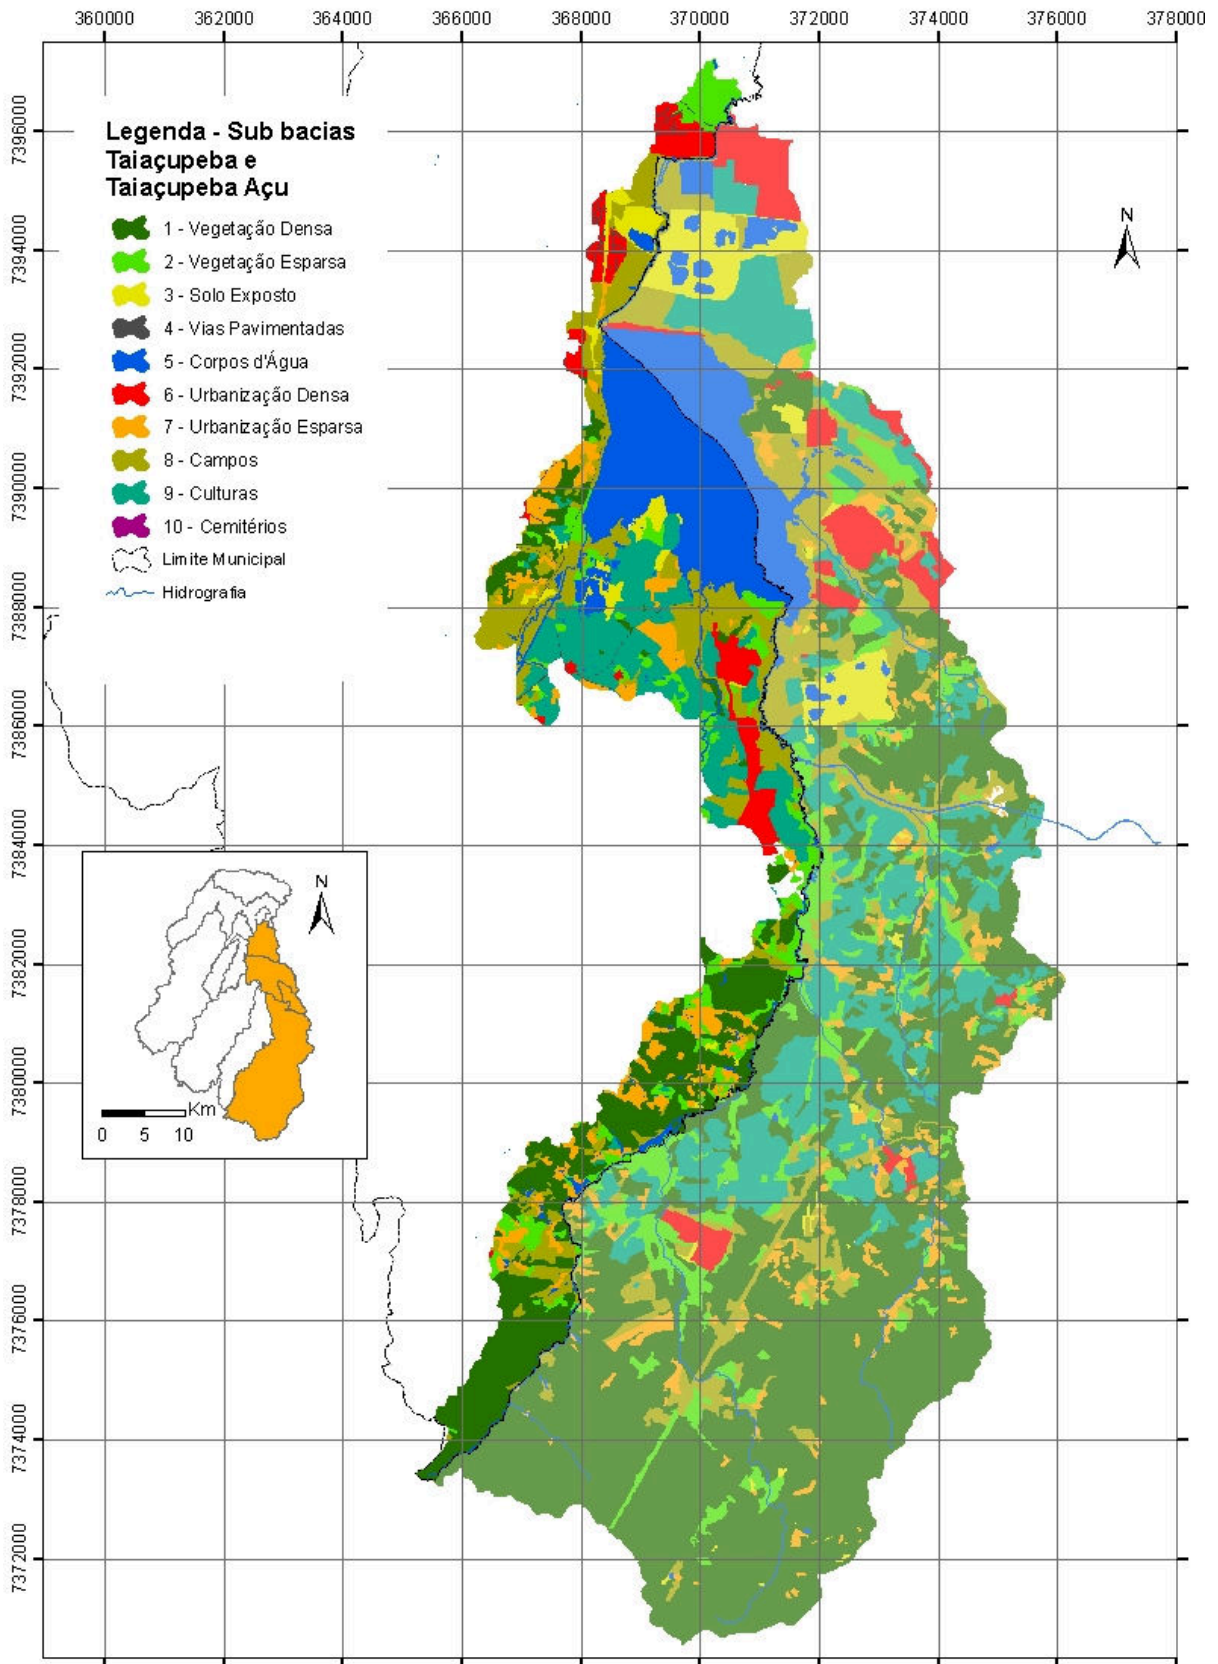 360000 362000 364000 366000 368000 370000 372000 374000 376000 378000
7396000
7394000
7392000
7390000
7388000
7386000
7384000
7382000
7380000
7378000
7376000
7374000
7372000
Legenda - Sub bacias
Taiaçupeba e
Taiaçupeba Açu
1 - Vegetação Densa
2 - Vegetação Esparsa
3 - Solo Exposto
4 - Vias Pavimentadas
5 - Corpos d'Água
6 - Urbanização Densa
7 - Urbanização Esparsa
8 - Campos
9 - Culturas
10 - Cemitérios
Limite Municipal
Hidrografia
N
N
Km
0 5 10